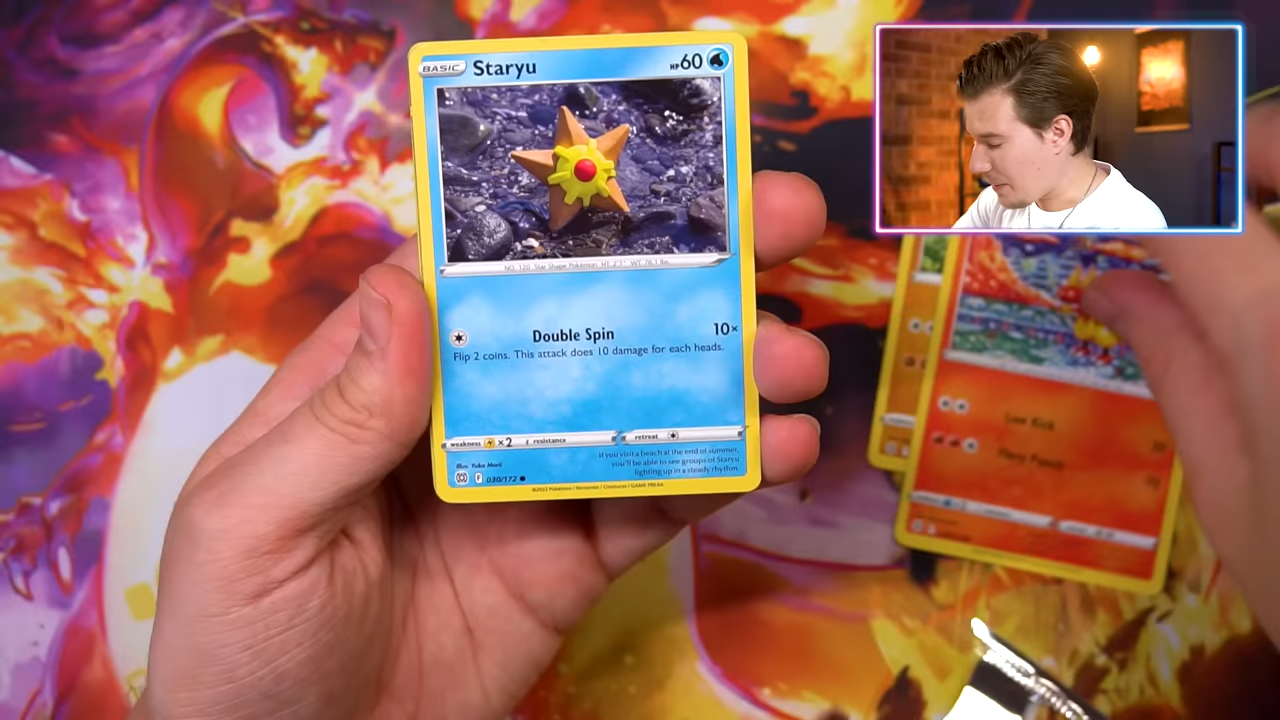 BASIC Staryu HP 60
NO. 120 Star Shape Pokémon HT. 2'7" WT. 76.1 lbs.
Double Spin 10×
Flip 2 coins. This attack does 10 damage for each heads.
weakness ×2 resistance retreat
If you visit a beach at the end of summer,
you'll be able to see groups of Staryu
lighting up in a steady rhythm.
Illus. Yuka Morii
F 030/172
©2022 Pokémon / Nintendo / Creatures / GAME FREAK
Low Kick